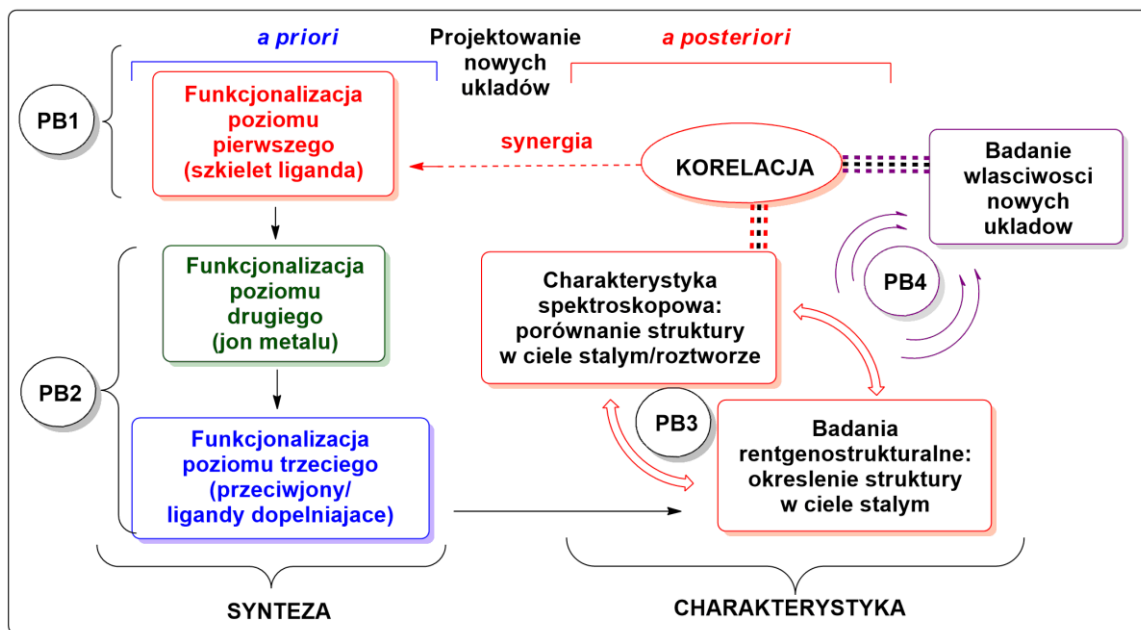 a priori
Projektowanie
nowych
ukladów
a posteriori
PB1
Funkcjonalizacja
poziomu
pierwszego
(szkielet liganda)
synergia
KORELACJA
Badanie
wlasciwosci
nowych
ukladow
PB2
Funkcjonalizacja
poziomu
drugiego
(jon metalu)
Charakterystyka
spektroskopowa:
porównanie struktury
w ciele stalym/roztworze
PB4
Funkcjonalizacja
poziomu trzeciego
(przeciwjony/
ligandy dopelniajace)
PB3
Badania
rentgenostrukturalne:
okreslenie struktury
w ciele stalym
SYNTEZA
CHARAKTERYSTYKA